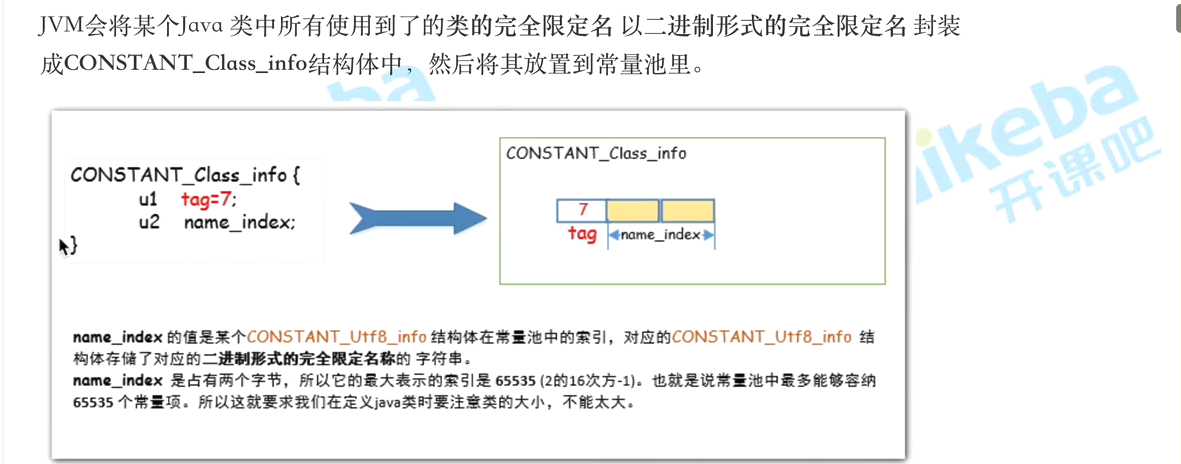 JVM会将某个Java 类中所有使用到了的类的完全限定名 以二进制形式的完全限定名 封装
成CONSTANT_Class_info结构体中，然后将其放置到常量池里。
CONSTANT_Class_info {
u1 tag=7;
u2 name_index;
}
CONSTANT_Class_info
7
tag
name_index
name_index 的值是某个CONSTANT_Utf8_info 结构体在常量池中的索引，对应的CONSTANT_Utf8_info 结
构体存储了对应的二进制形式的完全限定名称的 字符串。
name_index 是占有两个字节，所以它的最大表示的索引是 65535 (2的16次方-1)。也就是说常量池中最多能够容纳
65535 个常量项。所以这就要求我们在定义java类时要注意类的大小，不能太大。
ikeba
开课吧